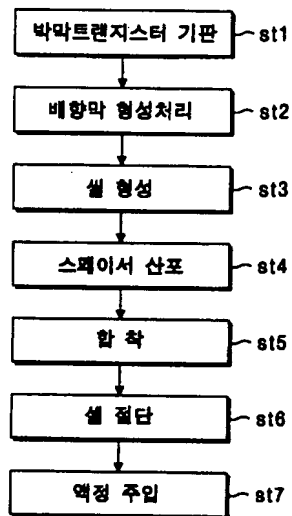 박막트랜지스터 기판 st1
배향막 형성처리 st2
씰 형성 st3
스페이서 산포 st4
합 착 st5
셀 절단 st6
액정 주입 st7